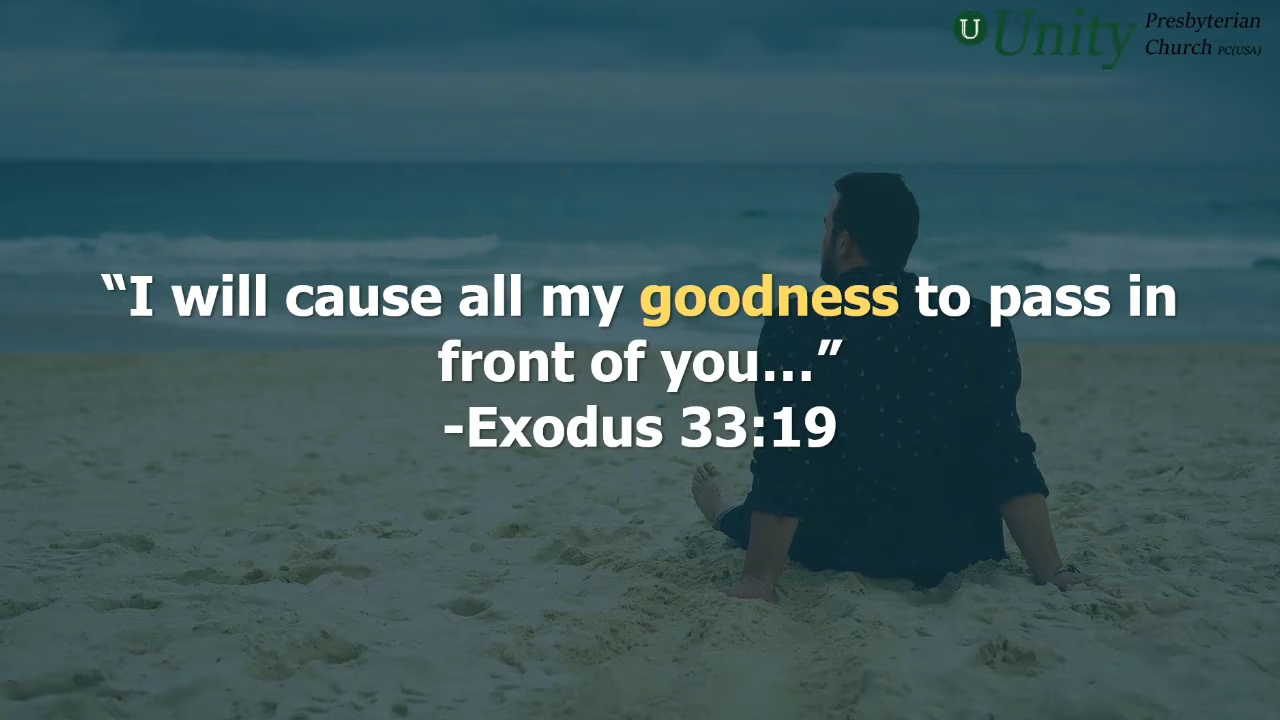 U Unity Presbyterian
Church PC(USA)
“I will cause all my goodness to pass in
front of you...”
-Exodus 33:19